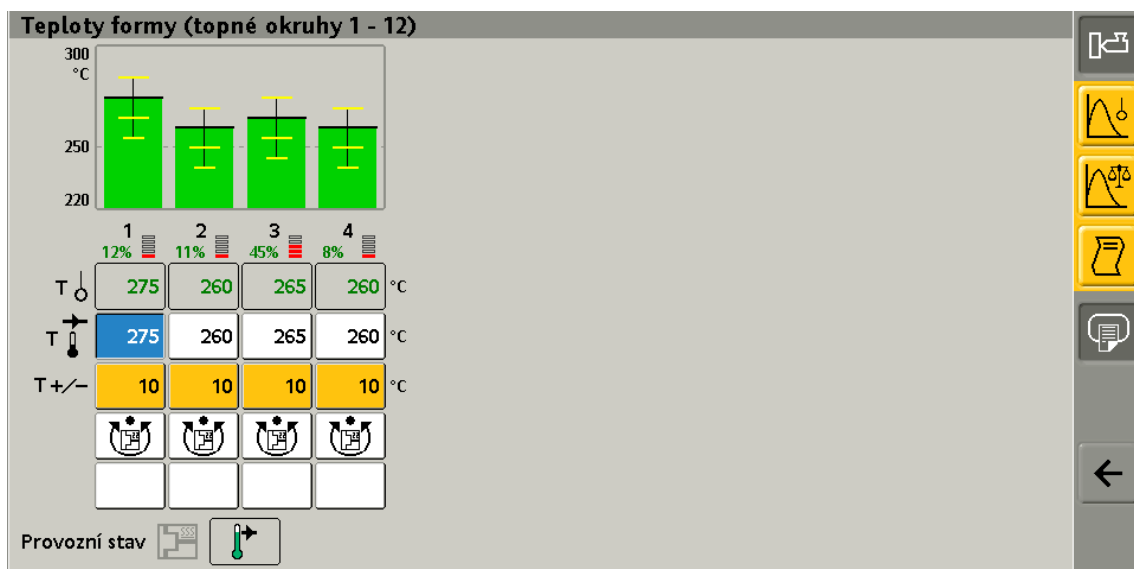 Teploty formy (topné okruhy 1 - 12)
300
°C
250
220
1 2 3 4
12% 11% 45% 8%
T 275 260 265 260 °C
T 275 260 265 260 °C
T +/− 10 10 10 10 °C
Provozní stav